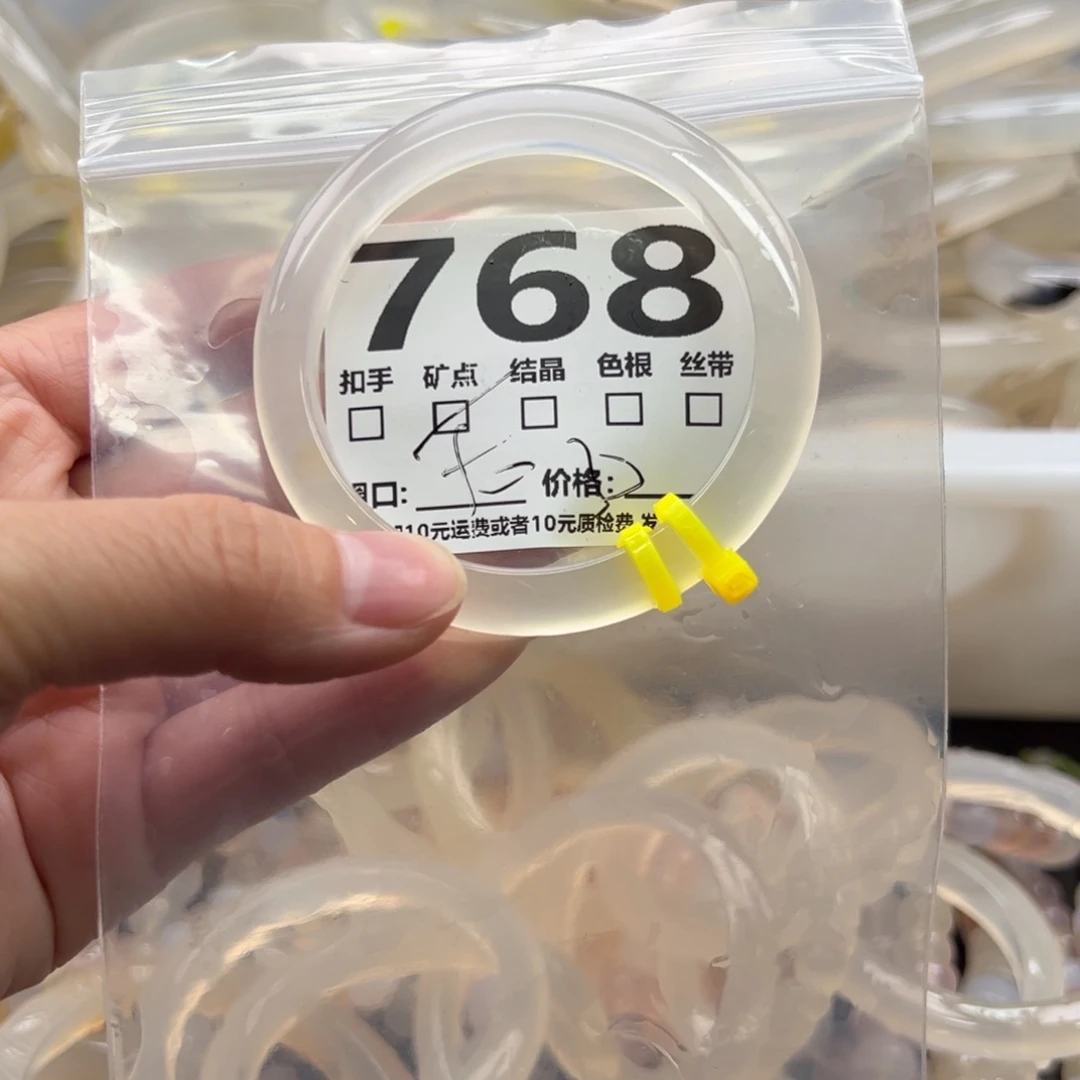 768
扣手 矿点 结晶 色根 丝带
口: 价格:
10元运费或者10元质检费 发